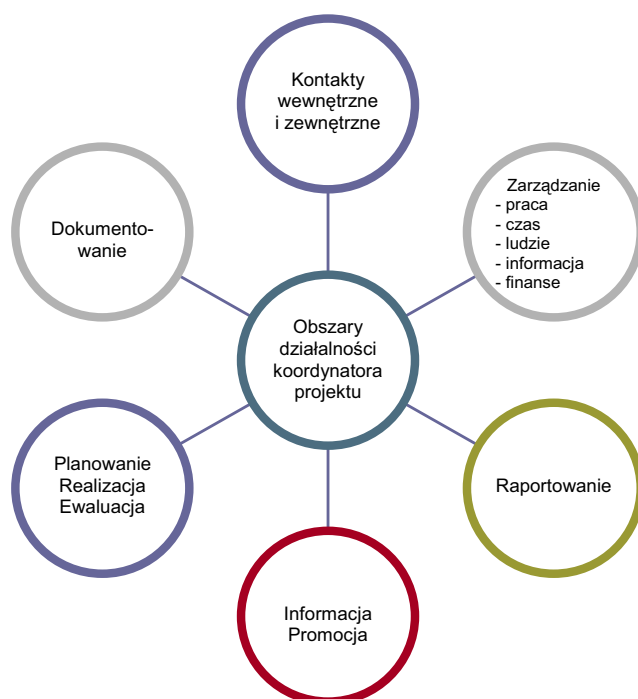 Kontakty
wewnętrzne
i zewnętrzne
Zarządzanie
- praca
- czas
- ludzie
- informacja
- finanse
Dokumento-
wanie
Obszary
działalności
koordynatora
projektu
Planowanie
Realizacja
Ewaluacja
Raportowanie
Informacja
Promocja